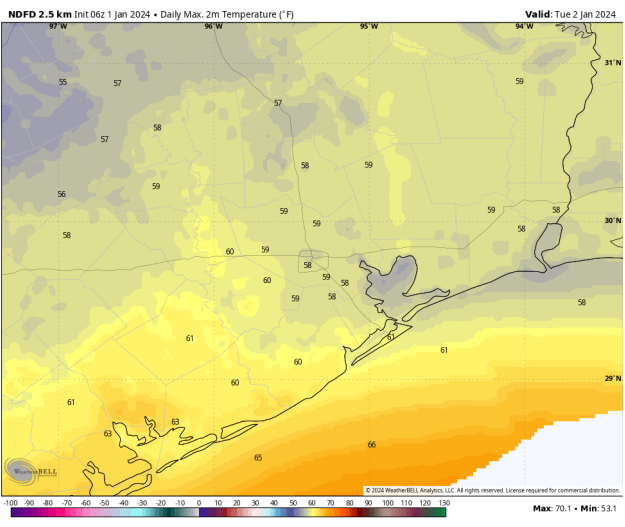 NDFD 2.5 km Init 06z 1 Jan 2024 • Daily Max. 2m Temperature (°F)
Valid: Tue 2 Jan 2024
97°W 96°W 95°W 94°W
31°N
55 57 59
57
58
57
58 59
59
56
59 59 58
59
30°N
58 58
60 59
58
60 59 58
59 58 58
61 61
61
60
29°N
60
61
63
63
66
65
WEATHERBELL
© 2024 WeatherBELL Analytics, LLC. All rights reserved. License required for commercial distribution.
-100 -90 -80 -70 -60 -50 -40 -30 -20 -10 0 10 20 30 40 50 60 70 80 90 100 110 120 130
Max: 70.1 • Min: 53.1